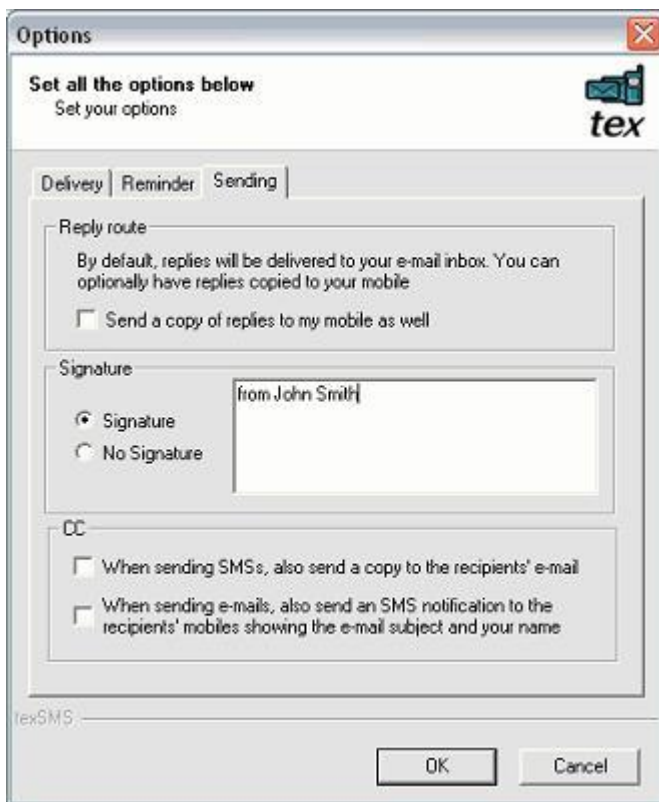 Options
Set all the options below
Set your options
tex
Delivery
Reminder
Sending
Reply route
By default, replies will be delivered to your e-mail inbox. You can
optionally have replies copied to your mobile
Send a copy of replies to my mobile as well
Signature
from John Smith
Signature
No Signature
CC
When sending SMSs, also send a copy to the recipients' e-mail
When sending e-mails, also send an SMS notification to the
recipients' mobiles showing the e-mail subject and your name
texSMS
OK
Cancel